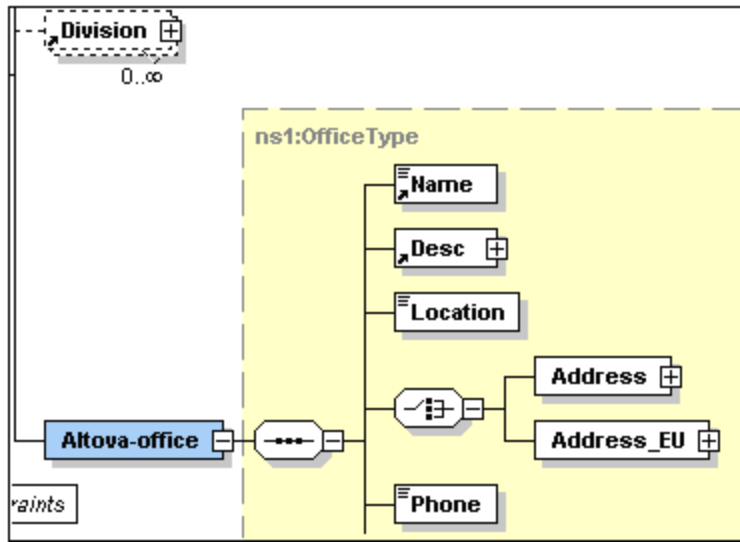 Division
0..∞
ns1:OfficeType
Name
Desc
Location
Address
Altova-office
Address_EU
raints
Phone